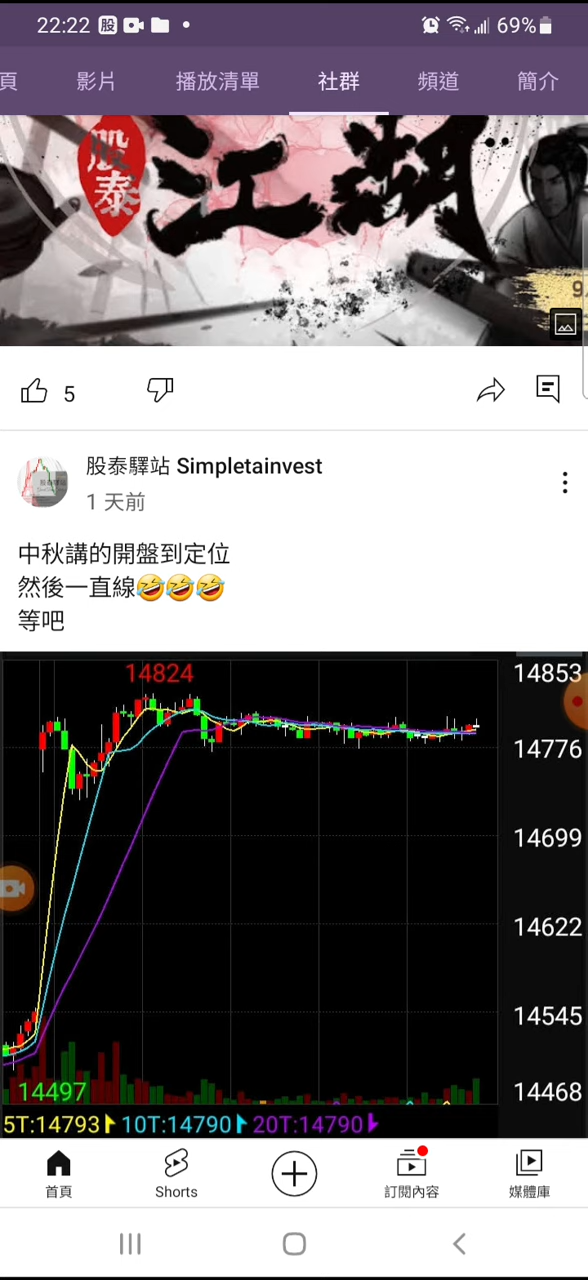 22:22 股 69%
頁 影片 播放清單 社群 頻道 簡介
股泰
江湖
9
5
股泰驛站 Simpletainvest
1 天前
中秋講的開盤到定位
然後一直線🤣🤣🤣
等吧
14824
14853
14776
14699
14622
14545
14497
14468
5T:14793 10T:14790 20T:14790
首頁 Shorts 訂閱內容 媒體庫